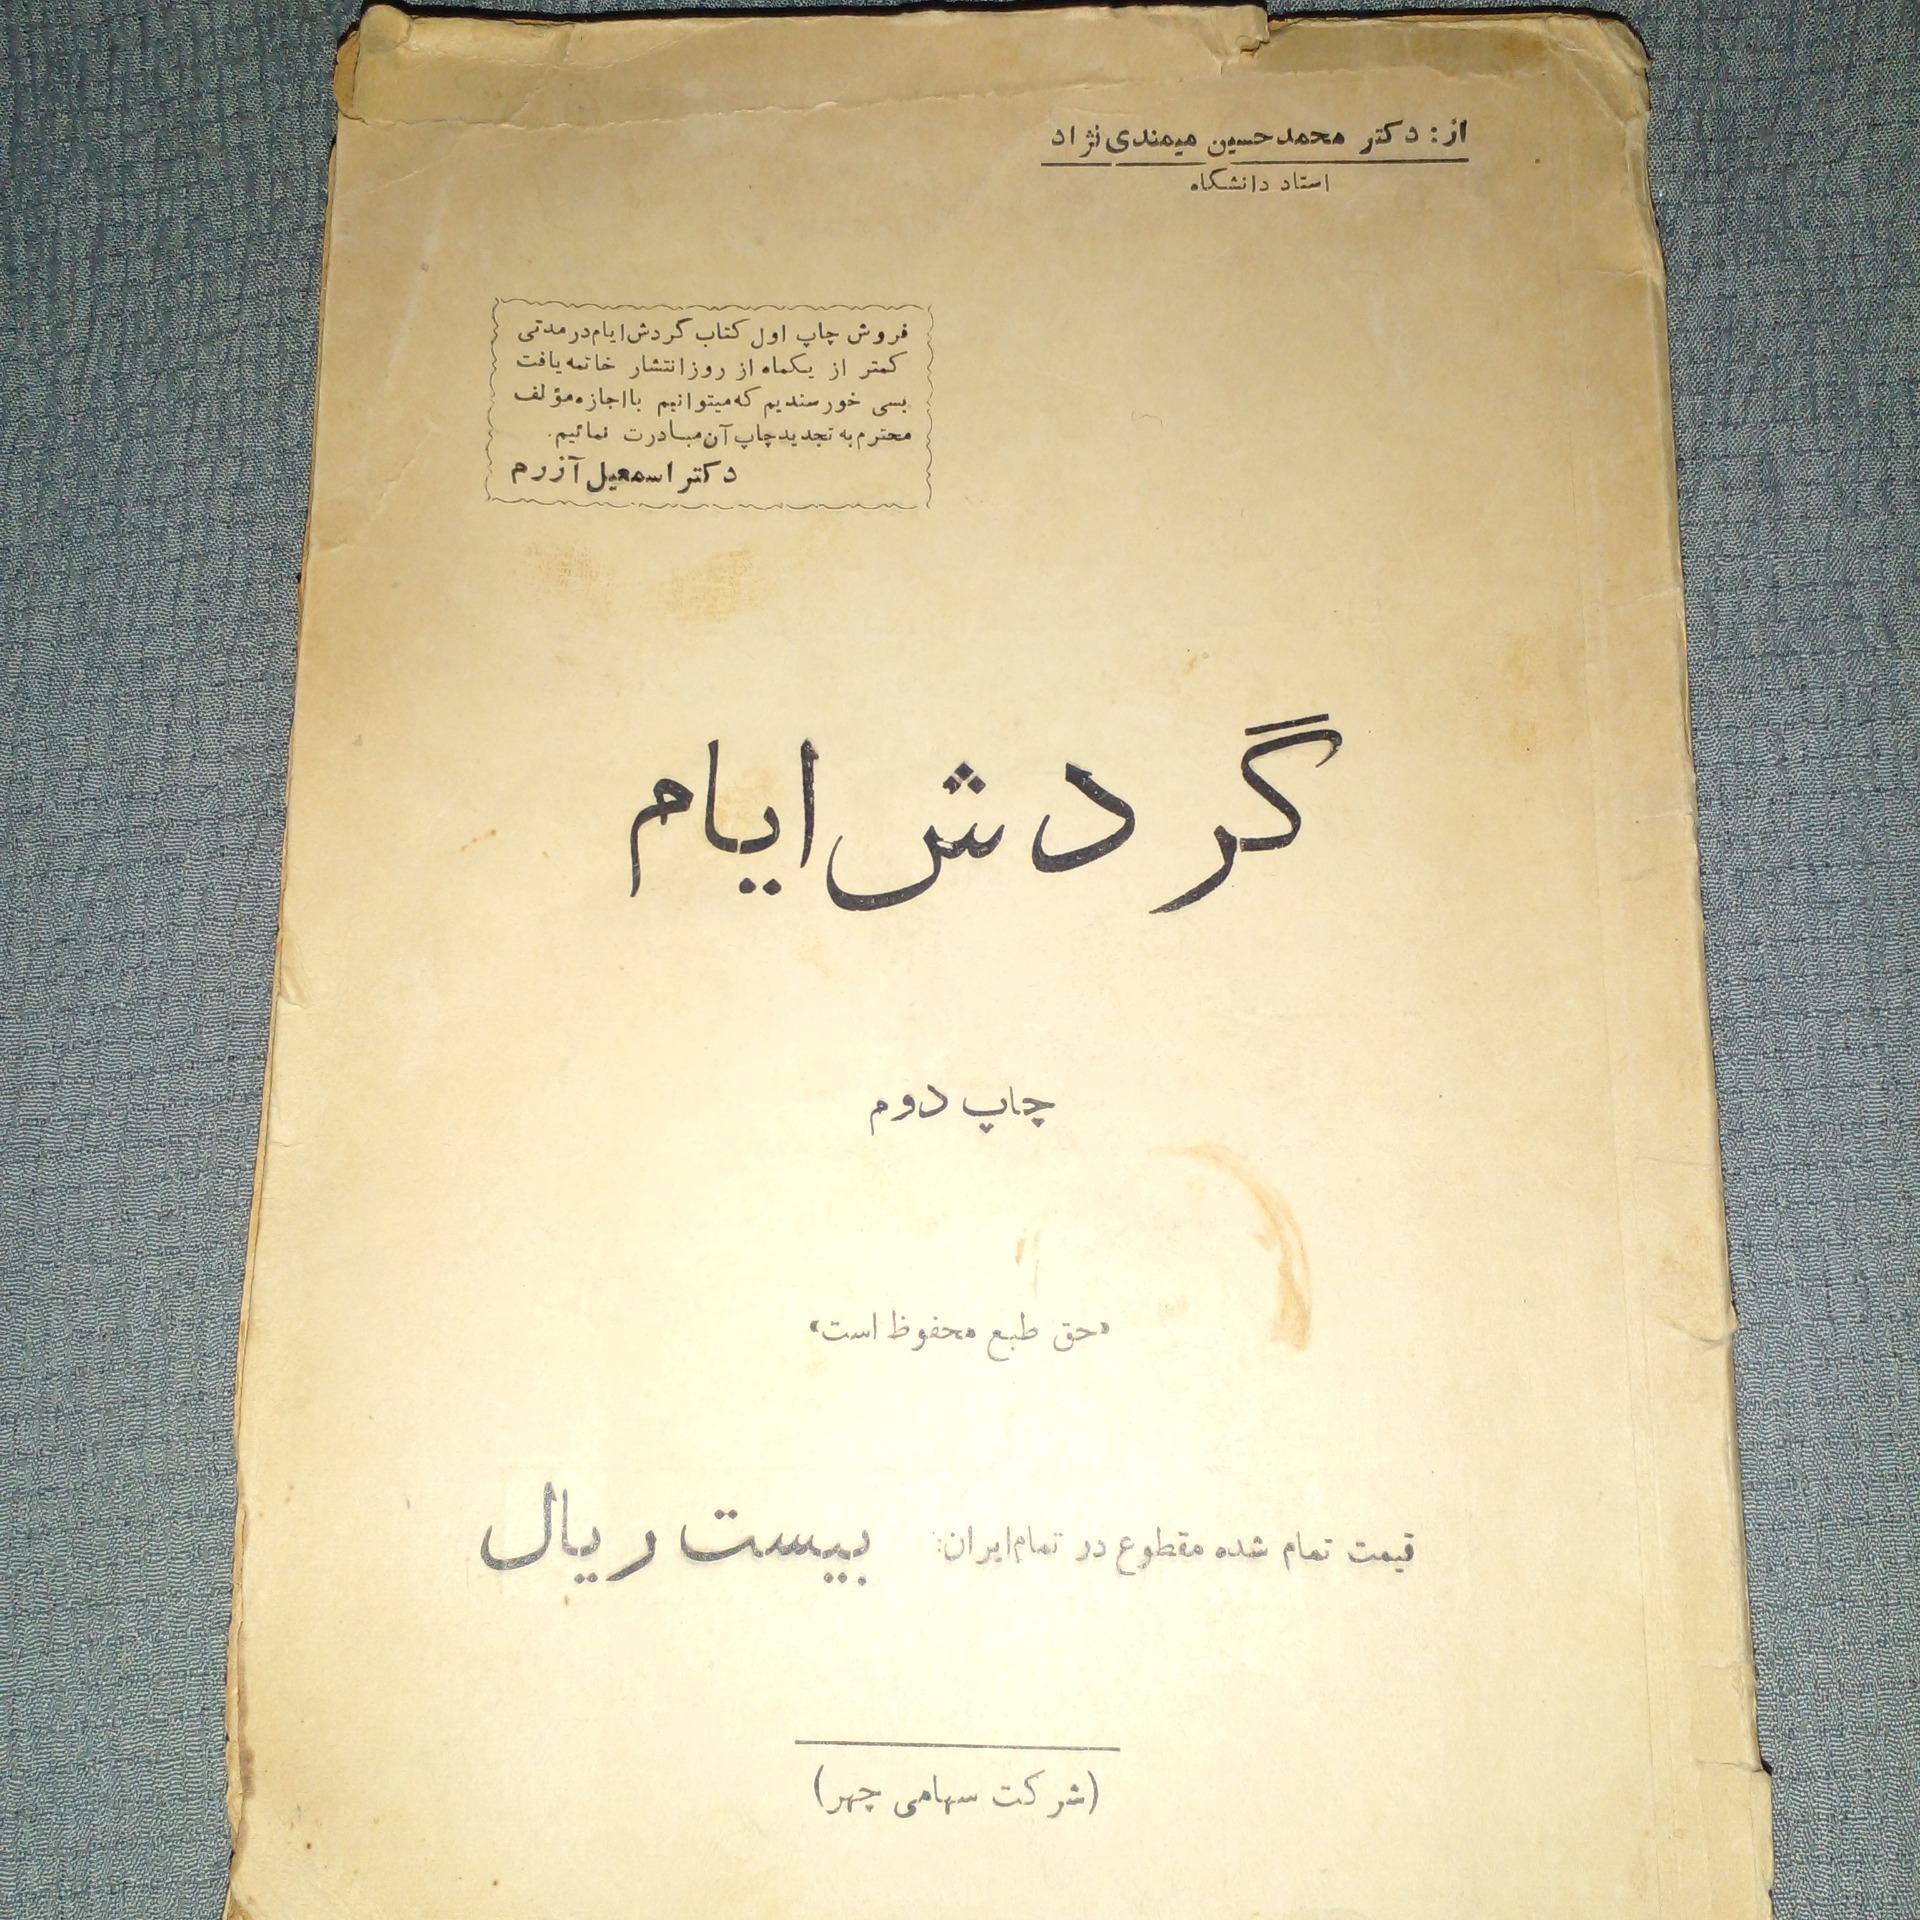 از: دکتر محمدحسین میمندی‌نژاد
استاد دانشگاه
فروش چاپ اول کتاب گردش ایام در مدتی
کمتر از یکماه از روز انتشار خاتمه یافت
بسی خورسندیم که میتوانیم با اجازه مؤلف
محترم به تجدید چاپ آن مبادرت نمائیم.
دکتر اسمعیل آزرم
گردش ایام
چاپ دوم
«حق طبع محفوظ است»
قیمت تمام شده مقطوع در تمام ایران: بیست ریال
(شرکت سهامی چهر)